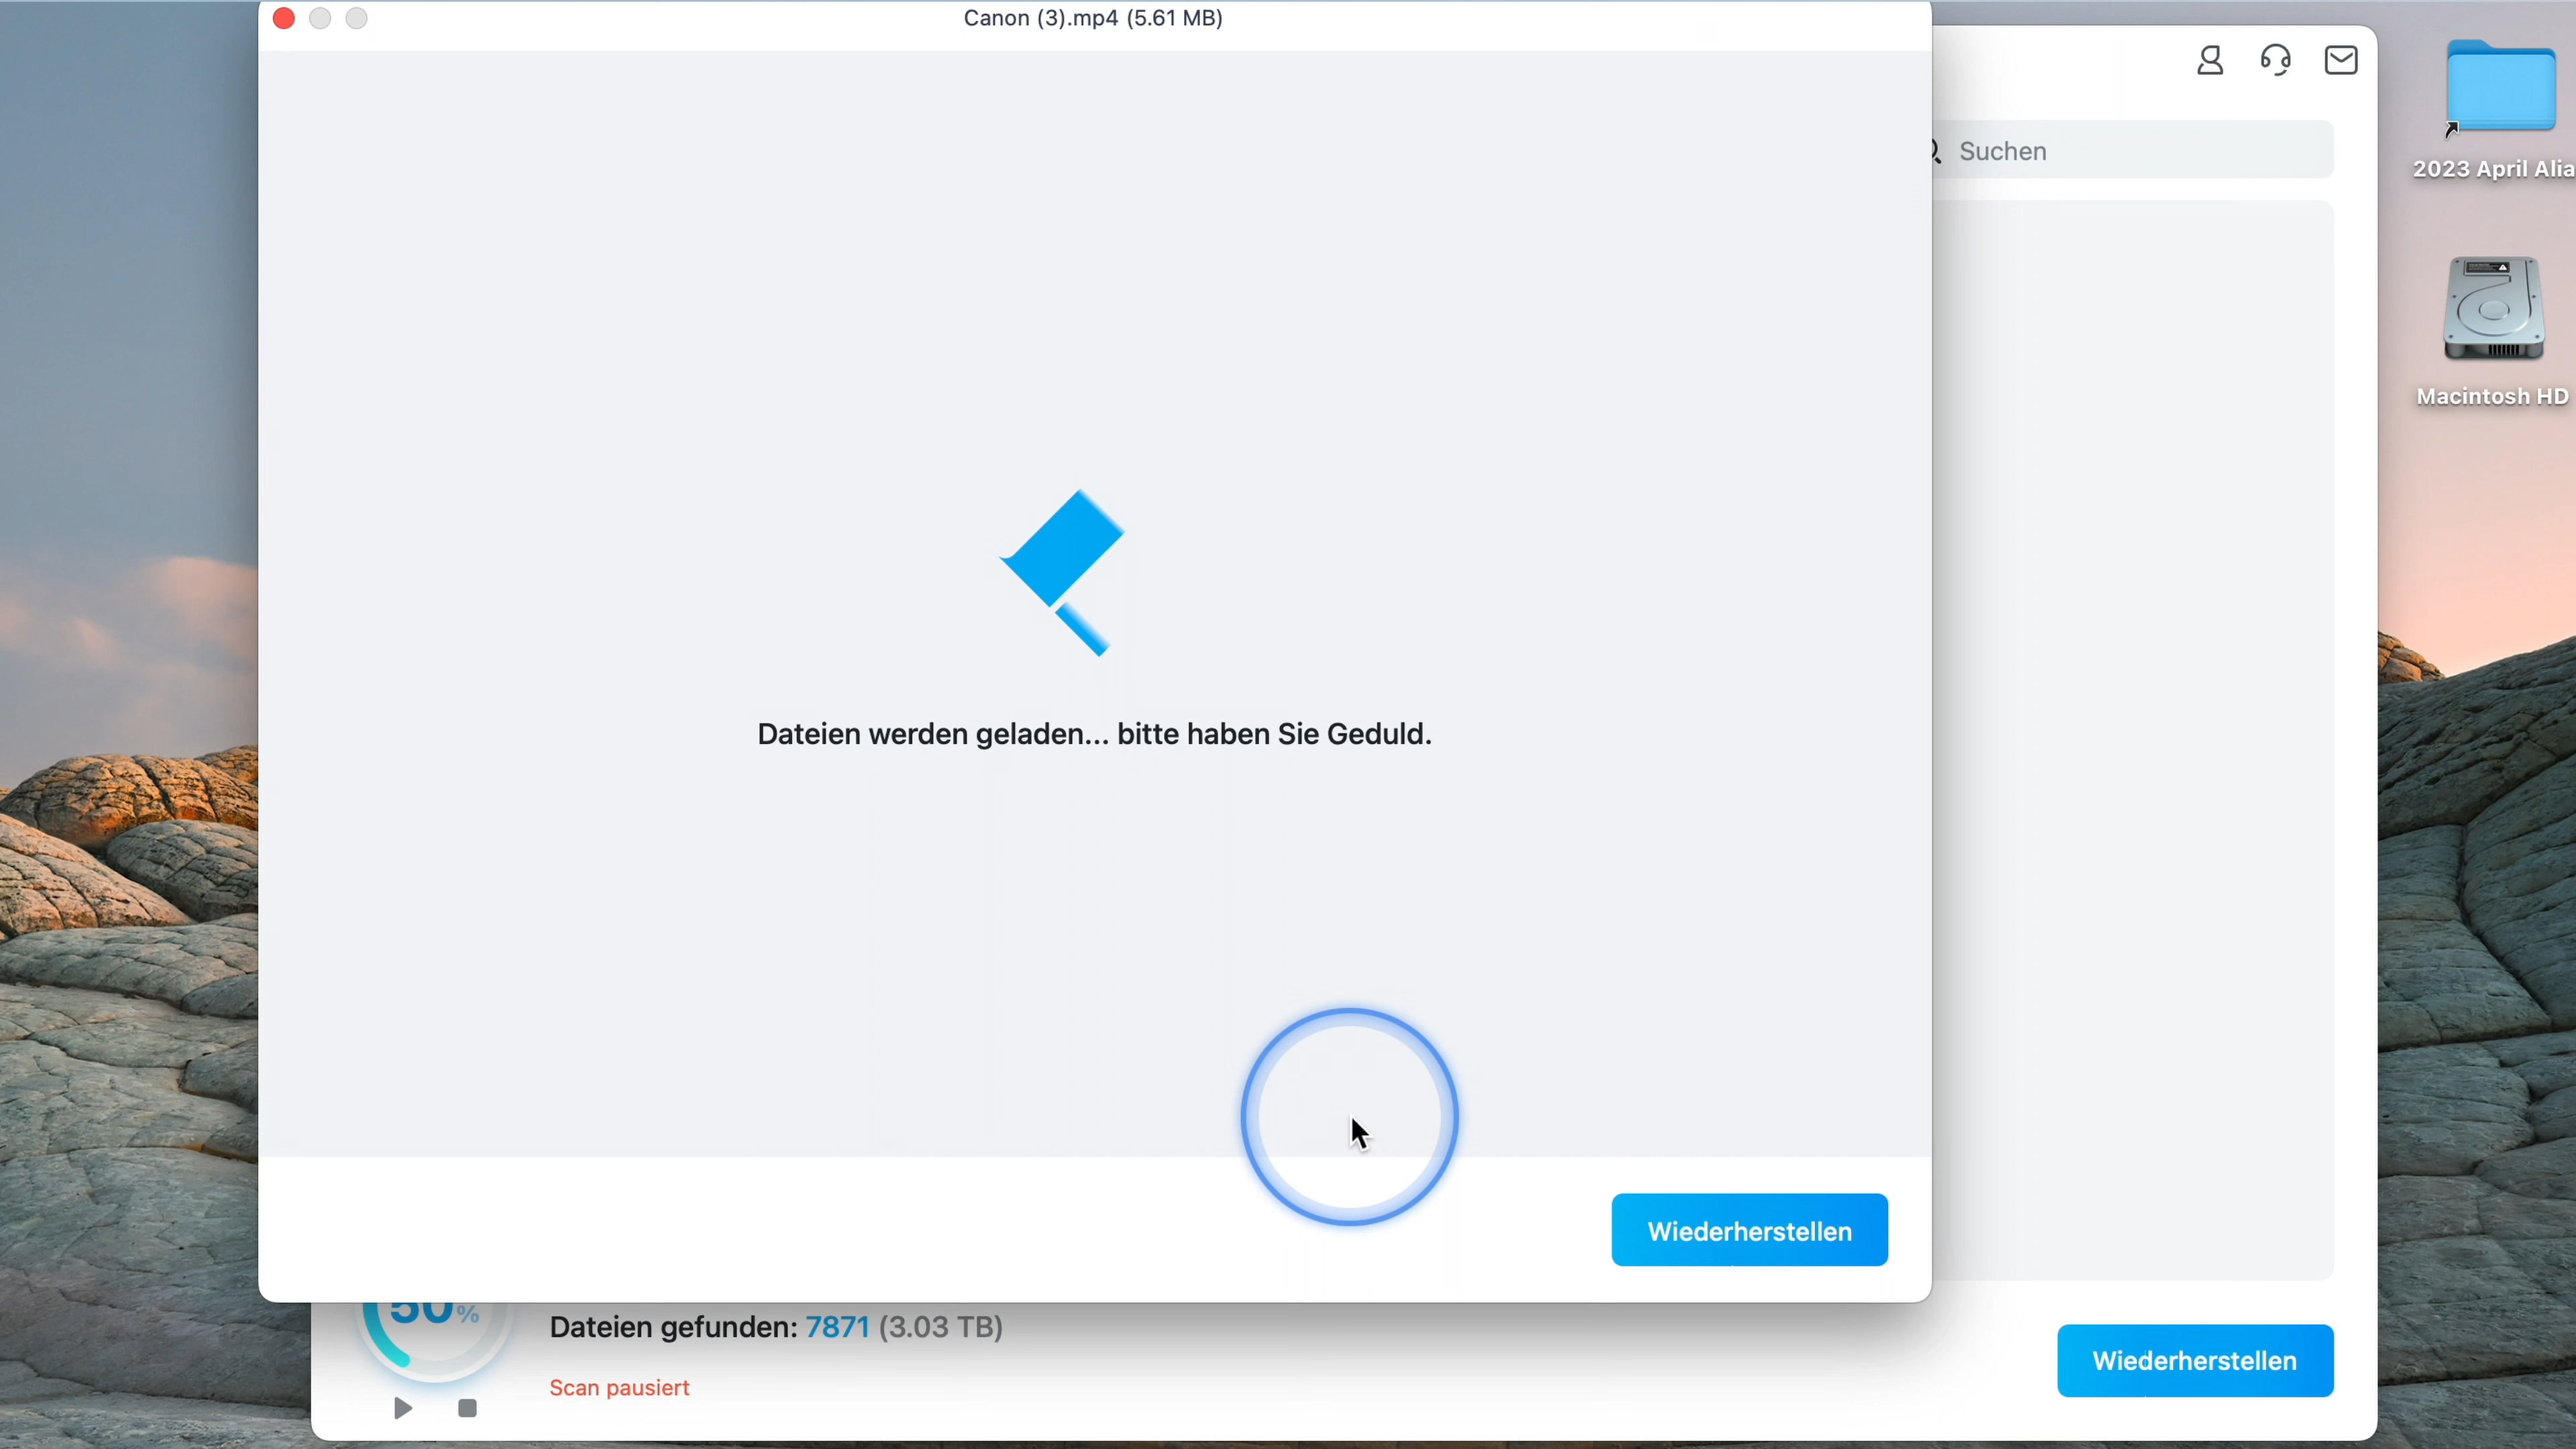 Canon (3).mp4 (5.61 MB)
Suchen
2023 April Alia
Macintosh HD
Dateien werden geladen... bitte haben Sie Geduld.
Wiederherstellen
50%
Dateien gefunden: 7871 (3.03 TB)
Scan pausiert
Wiederherstellen